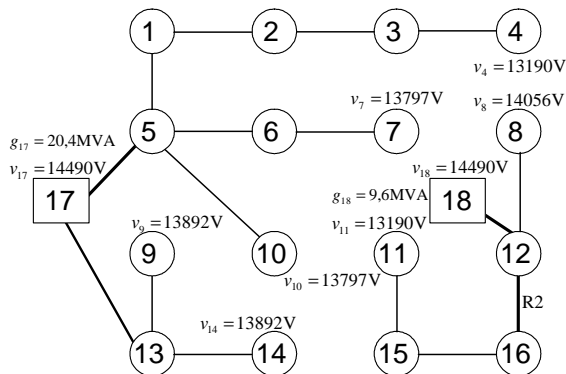 1 2 3 4
v4 = 13190V
v7 = 13797V v8 = 14056V
5 6 7 8
g17 = 20,4MVA
v17 = 14490V v18 = 14490V
17 g18 = 9,6MVA 18
v9 = 13892V v11 = 13190V
9 10 11 12
v10 = 13797V
R2
v14 = 13892V
13 14 15 16